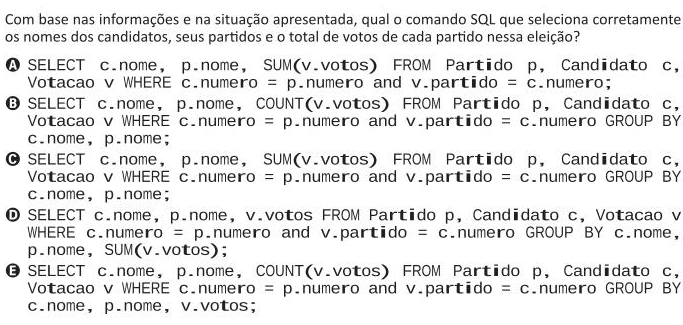 Com base nas informações e na situação apresentada, qual o comando SQL que seleciona corretamente
os nomes dos candidatos, seus partidos e o total de votos de cada partido nessa eleição?
A SELECT c.nome, p.nome, SUM(v.votos) FROM Partido p, Candidato c,
Votacao v WHERE c.numero = p.numero and v.partido = c.numero;
B SELECT c.nome, p.nome, COUNT(v.votos) FROM Partido p, Candidato c,
Votacao v WHERE c.numero = p.numero and v.partido = c.numero GROUP BY
c.nome, p.nome;
C SELECT c.nome, p.nome, SUM(v.votos) FROM Partido p, Candidato c,
Votacao v WHERE c.numero = p.numero and v.partido = c.numero GROUP BY
c.nome, p.nome;
D SELECT c.nome, p.nome, v.votos FROM Partido p, Candidato c, Votacao v
WHERE c.numero = p.numero and v.partido = c.numero GROUP BY c.nome,
p.nome, SUM(v.votos);
E SELECT c.nome, p.nome, COUNT(v.votos) FROM Partido p, Candidato c,
Votacao v WHERE c.numero = p.numero and v.partido = c.numero GROUP BY
c.nome, p.nome, v.votos;